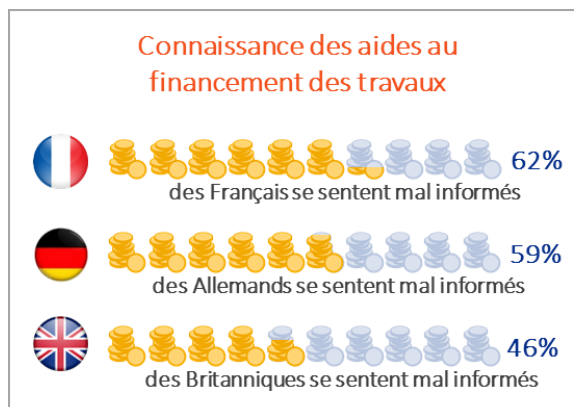 Connaissance des aides au
financement des travaux
62%
des Français se sentent mal informés
59%
des Allemands se sentent mal informés
46%
des Britanniques se sentent mal informés